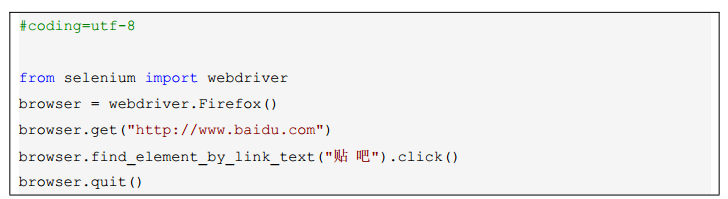 #coding=utf-8
from selenium import webdriver
browser = webdriver.Firefox()
browser.get("http://www.baidu.com")
browser.find_element_by_link_text("贴 吧").click()
browser.quit()